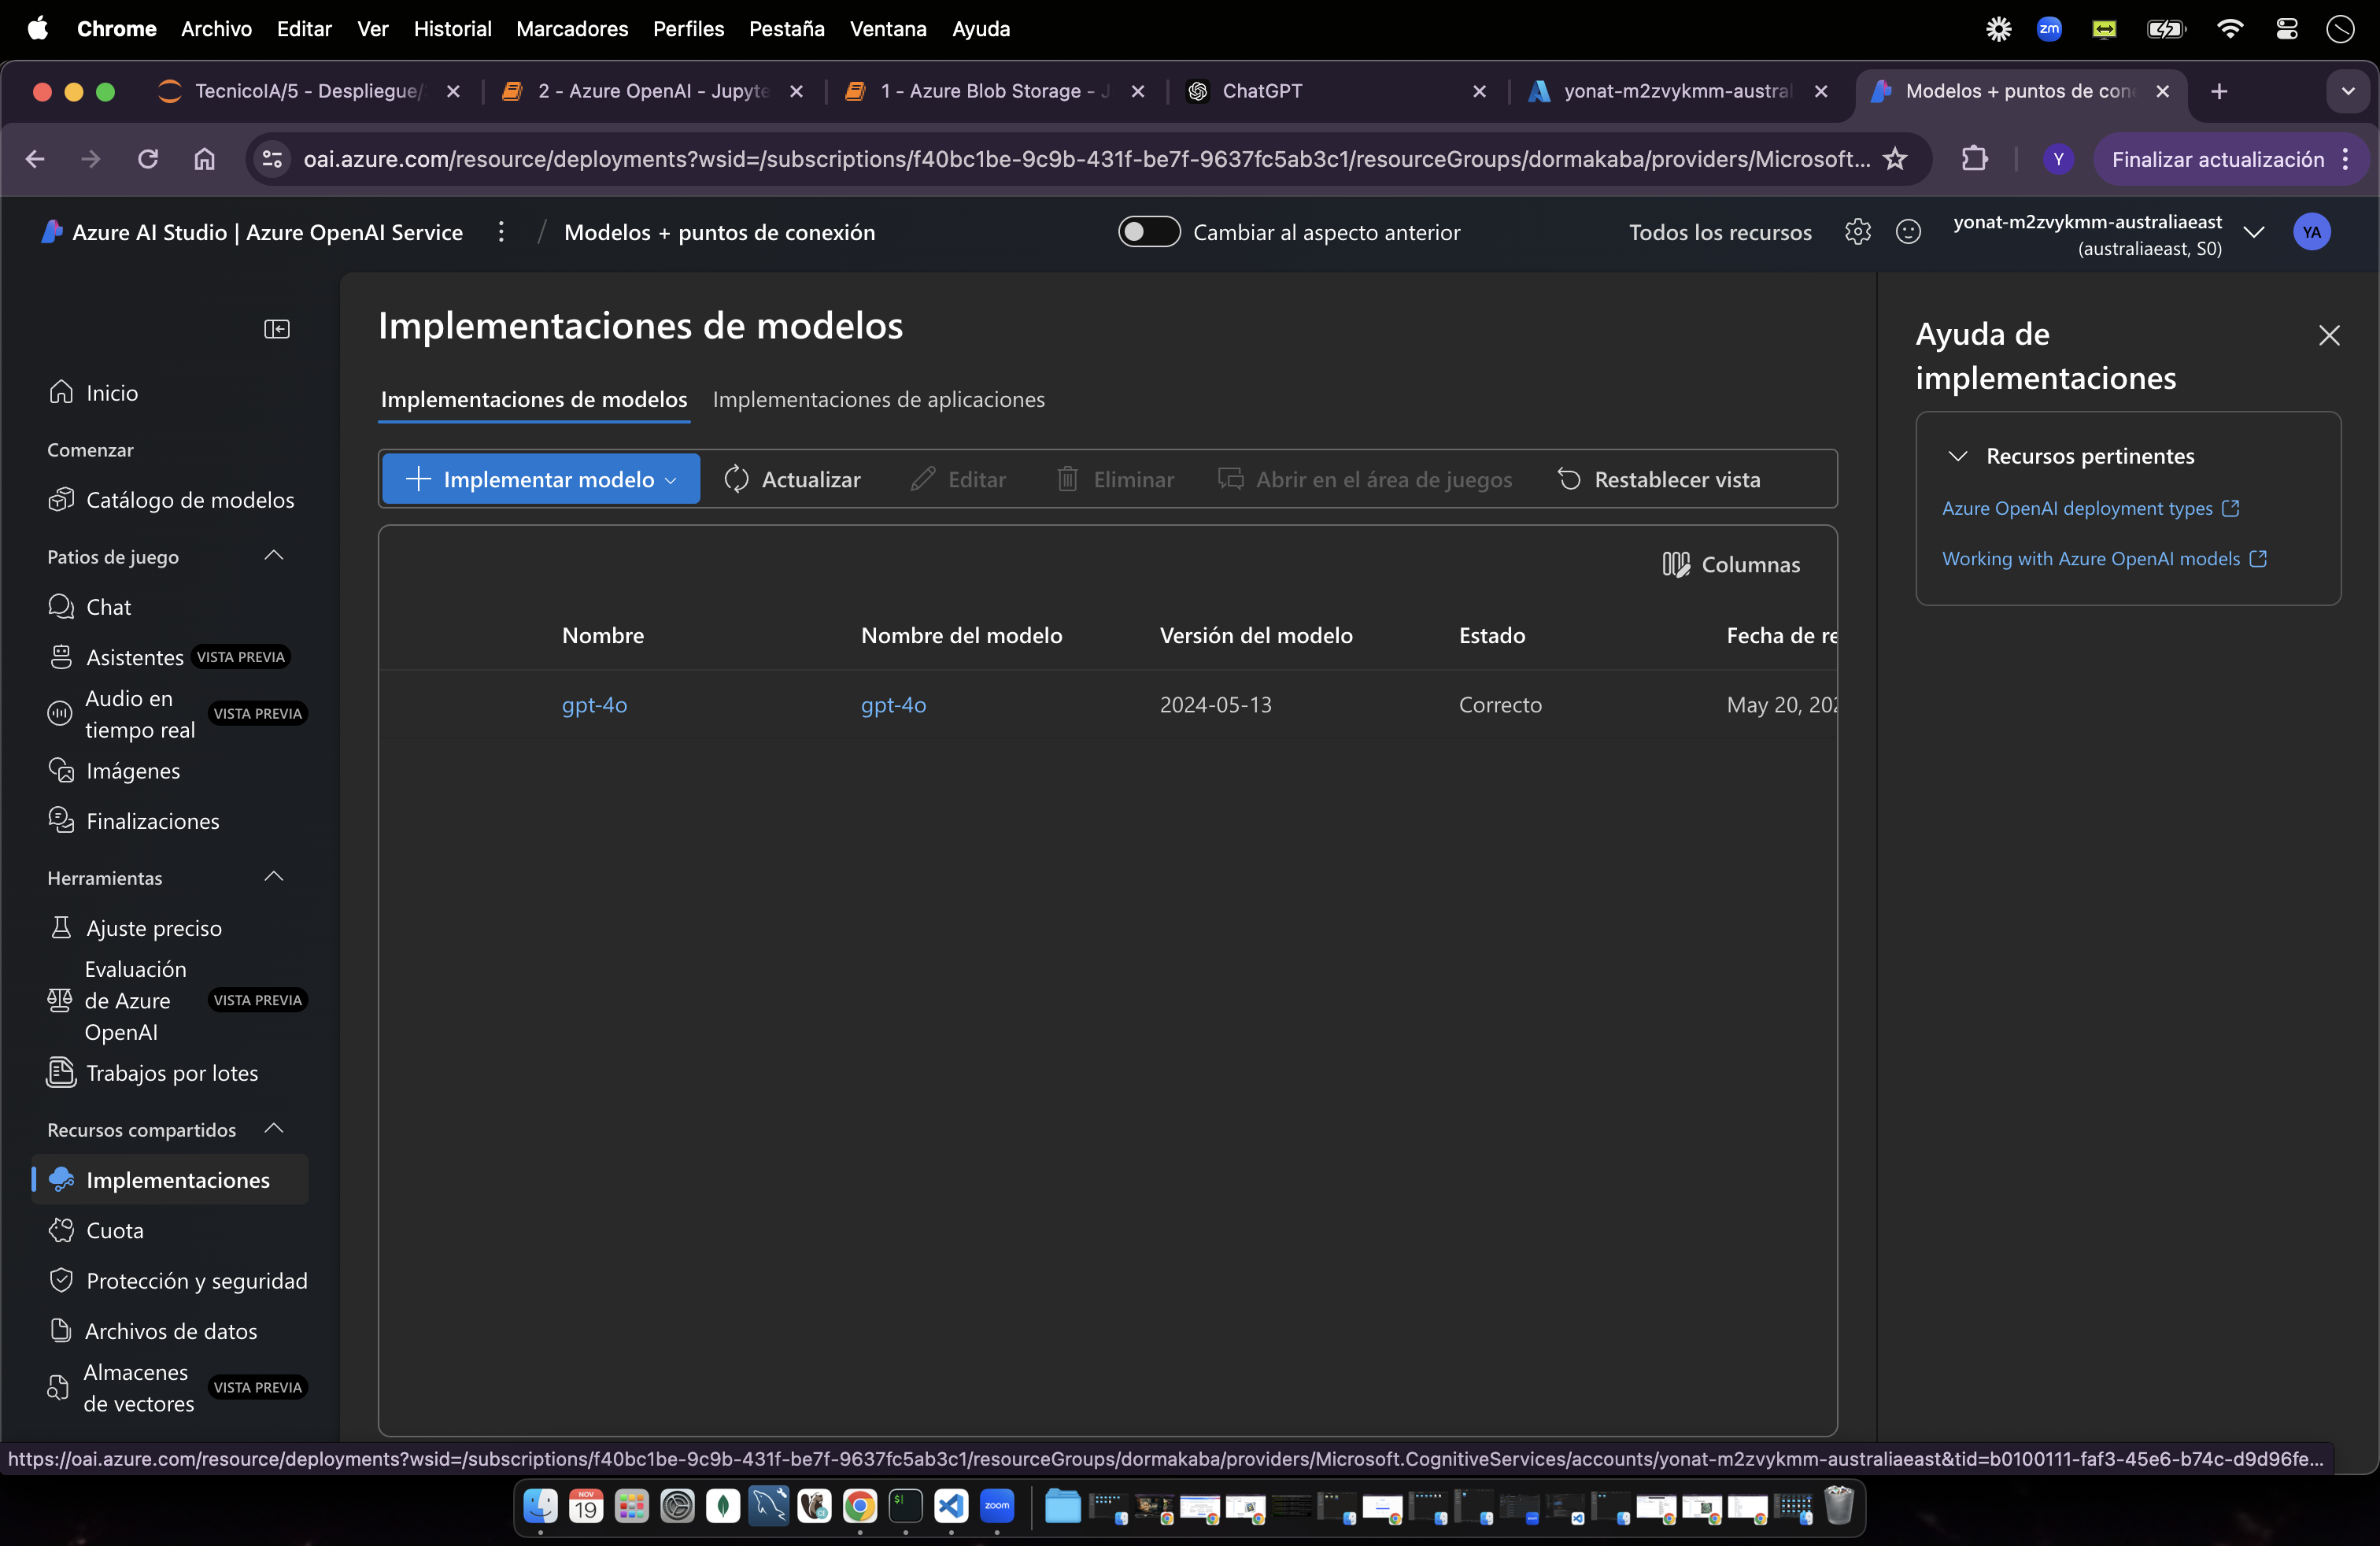 Chrome Archivo Editar Ver Historial Marcadores Perfiles Pestaña Ventana Ayuda
zm
TecnicoIA/5 - Despliegue/
2 - Azure OpenAI - Jupyte
1 - Azure Blob Storage - J
ChatGPT
yonat-m2zvykmm-austral
Modelos + puntos de con
oai.azure.com/resource/deployments?wsid=/subscriptions/f40bc1be-9c9b-431f-be7f-9637fc5ab3c1/resourceGroups/dormakaba/providers/Microsoft...
Y
Finalizar actualización
Azure AI Studio | Azure OpenAI Service
/ Modelos + puntos de conexión
Cambiar al aspecto anterior
Todos los recursos
yonat-m2zvykmm-australiaeast
(australiaeast, S0)
YA
Inicio
Comenzar
Catálogo de modelos
Patios de juego
Chat
Asistentes VISTA PREVIA
Audio en
tiempo real
VISTA PREVIA
Imágenes
Finalizaciones
Herramientas
Ajuste preciso
Evaluación
de Azure
OpenAI
VISTA PREVIA
Trabajos por lotes
Recursos compartidos
Implementaciones
Cuota
Protección y seguridad
Archivos de datos
Almacenes
de vectores
VISTA PREVIA
Implementaciones de modelos
Implementaciones de modelos Implementaciones de aplicaciones
Implementar modelo Actualizar Editar Eliminar Abrir en el área de juegos Restablecer vista
Columnas
Nombre Nombre del modelo Versión del modelo Estado Fecha de re
gpt-4o gpt-4o 2024-05-13 Correcto May 20, 202
Ayuda de
implementaciones
Recursos pertinentes
Azure OpenAI deployment types
Working with Azure OpenAI models
https://oai.azure.com/resource/deployments?wsid=/subscriptions/f40bc1be-9c9b-431f-be7f-9637fc5ab3c1/resourceGroups/dormakaba/providers/Microsoft.CognitiveServices/accounts/yonat-m2zvykmm-australiaeast&tid=b0100111-faf3-45e6-b74c-d9d96fe...
NOV
19
$
zoom